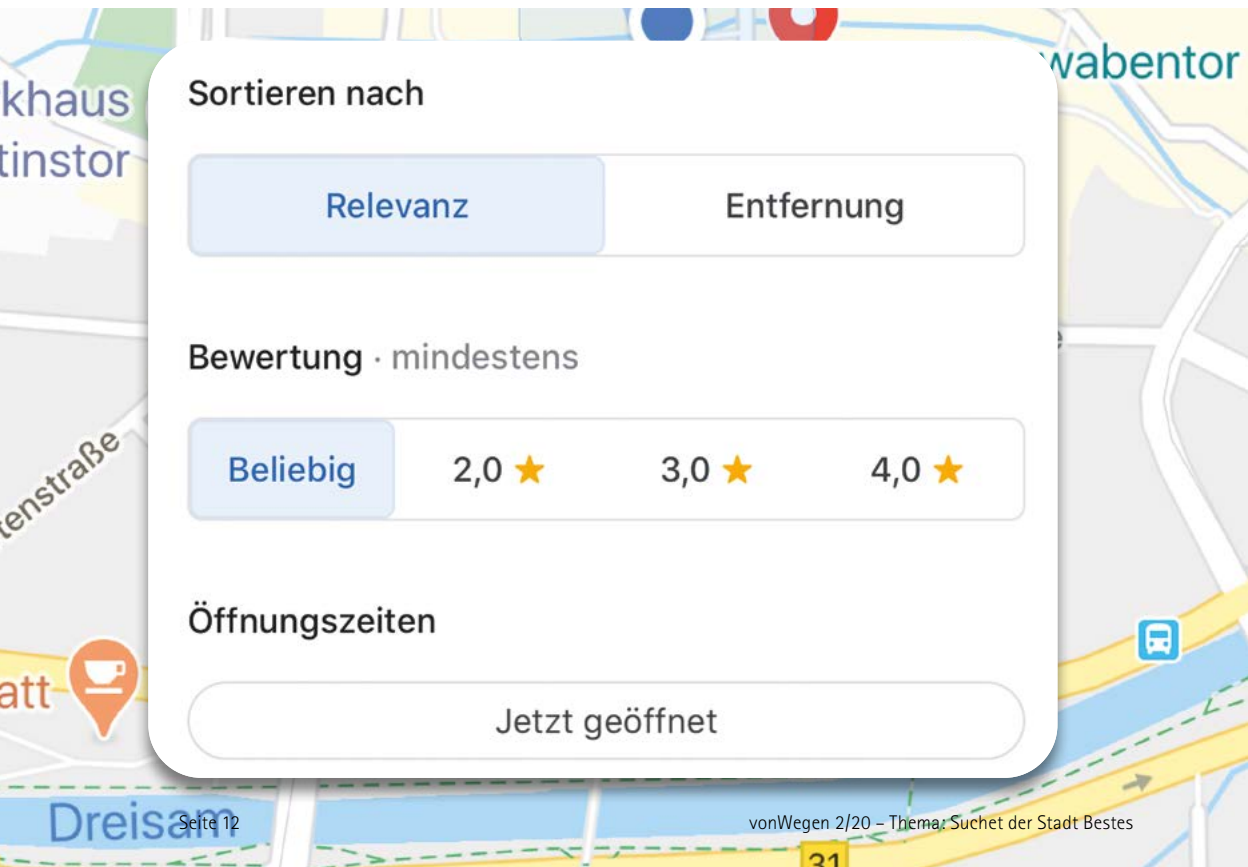 wabentor
khaus
tinstor
Sortieren nach
Relevanz Entfernung
Bewertung · mindestens
Beliebig 2,0 ★ 3,0 ★ 4,0 ★
tenstraße
Öffnungszeiten
att
Jetzt geöffnet
Dreisam
Seite 12 vonWegen 2/20 – Thema: Suchet der Stadt Bestes
31